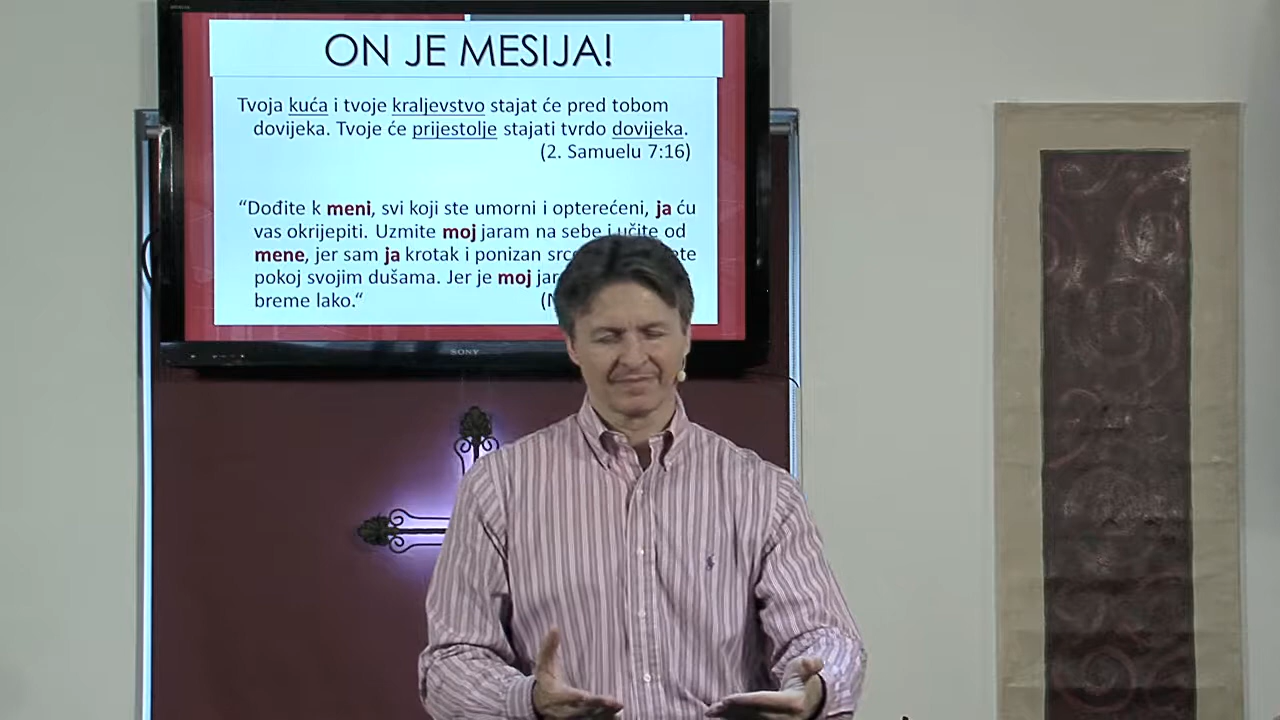 ON JE MESIJA!
Tvoja kuća i tvoje kraljevstvo stajat će pred tobom
dovijeka. Tvoje će prijestolje stajati tvrdo dovijeka.
(2. Samuelu 7:16)
“Dođite k meni, svi koji ste umorni i opterećeni, ja ću
vas okrijepiti. Uzmite moj jaram na sebe i učite od
mene, jer sam ja krotak i ponizan
pokoj svojim dušama. Jer je moj
breme lako.“
SONY